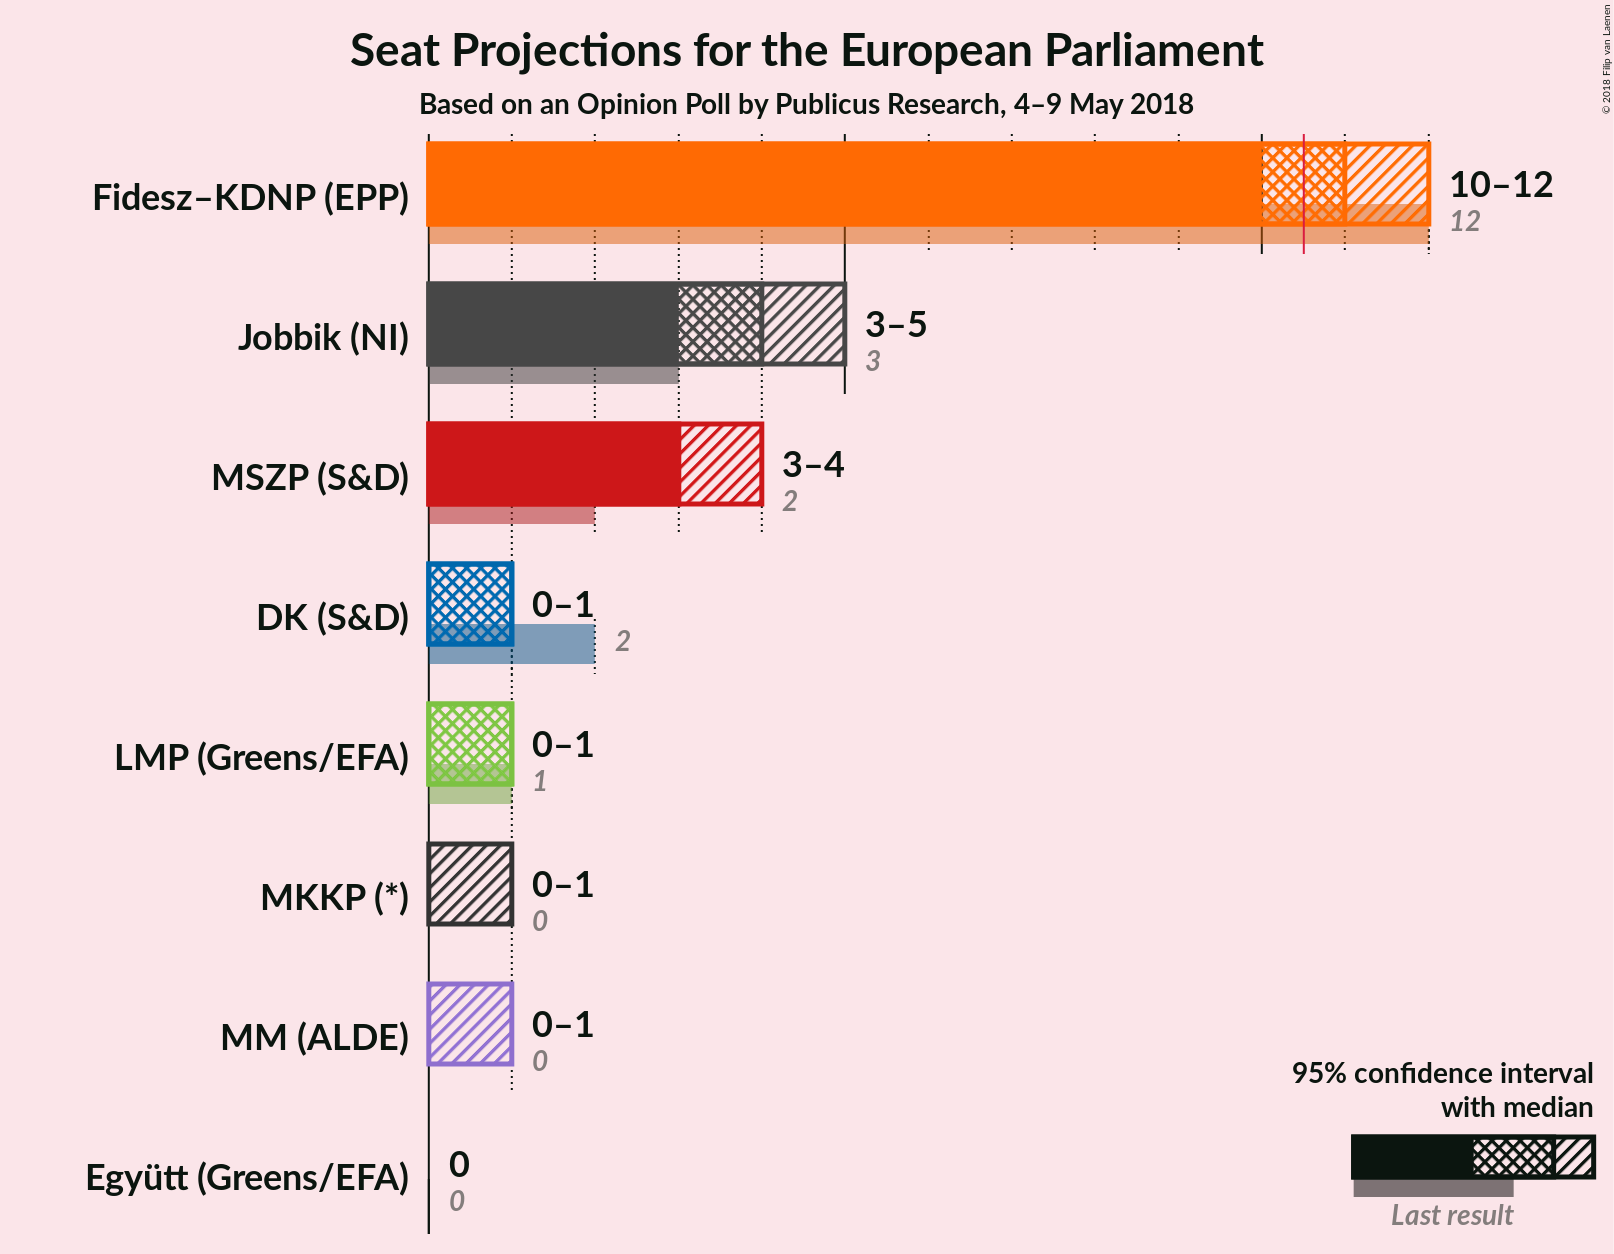 Seat Projections for the European Parliament
Based on an Opinion Poll by Publicus Research, 4–9 May 2018
© 2018 Filip van Laenen
Fidesz–KDNP (EPP)
10–12
12
Jobbik (NI)
3–5
3
MSZP (S&D)
3–4
2
DK (S&D)
0–1
2
LMP (Greens/EFA)
0–1
1
MKKP (*)
0–1
0
MM (ALDE)
0–1
0
Együtt (Greens/EFA)
0
0
95% confidence interval
with median
Last result